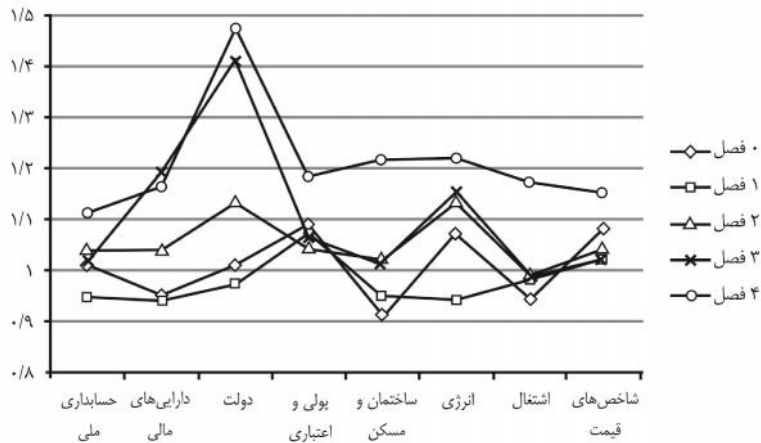 ۱/۵
۱/۴
۱/۳
۱/۲
۱/۱
۱
۰/۹
۰/۸
حسابداری ملی
دارایی‌های مالی
دولت
پولی و اعتباری
ساختمان و مسکن
انرژی
اشتغال
شاخص‌های قیمت
۰ فصل
۱ فصل
۲ فصل
۳ فصل
۴ فصل